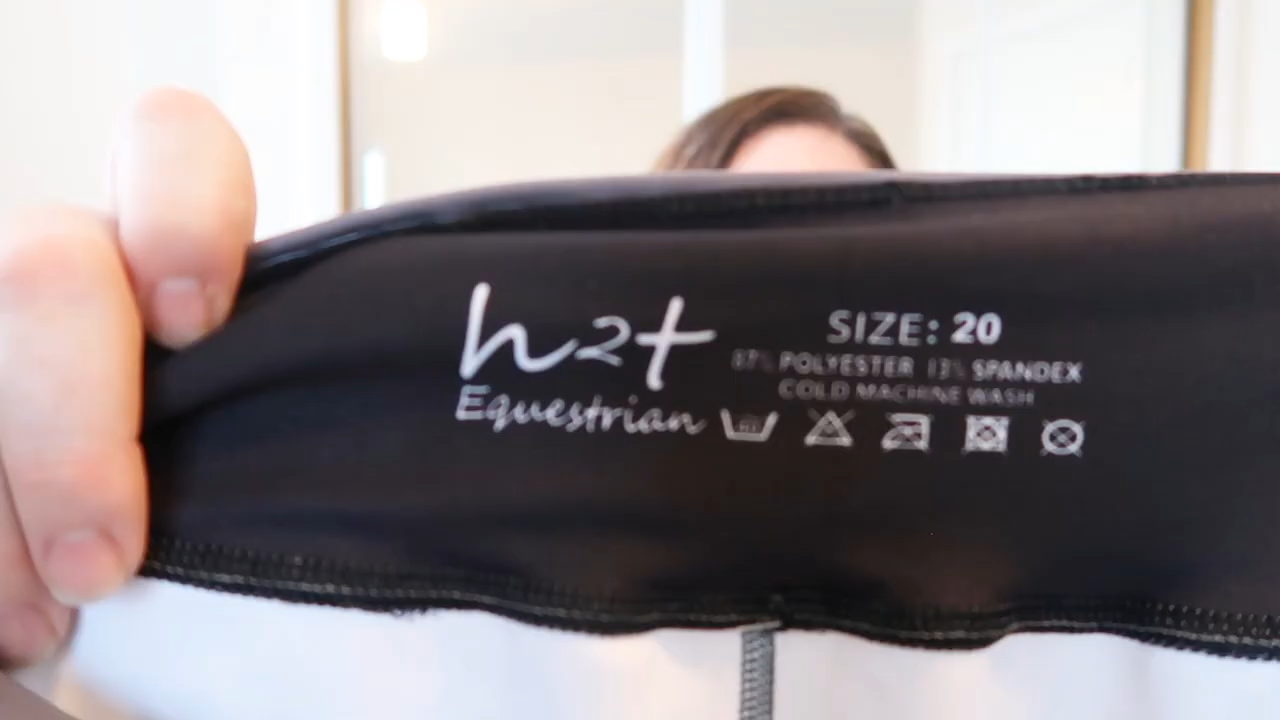 h2t
Equestrian
SIZE: 20
87% POLYESTER 13% SPANDEX
COLD MACHINE WASH